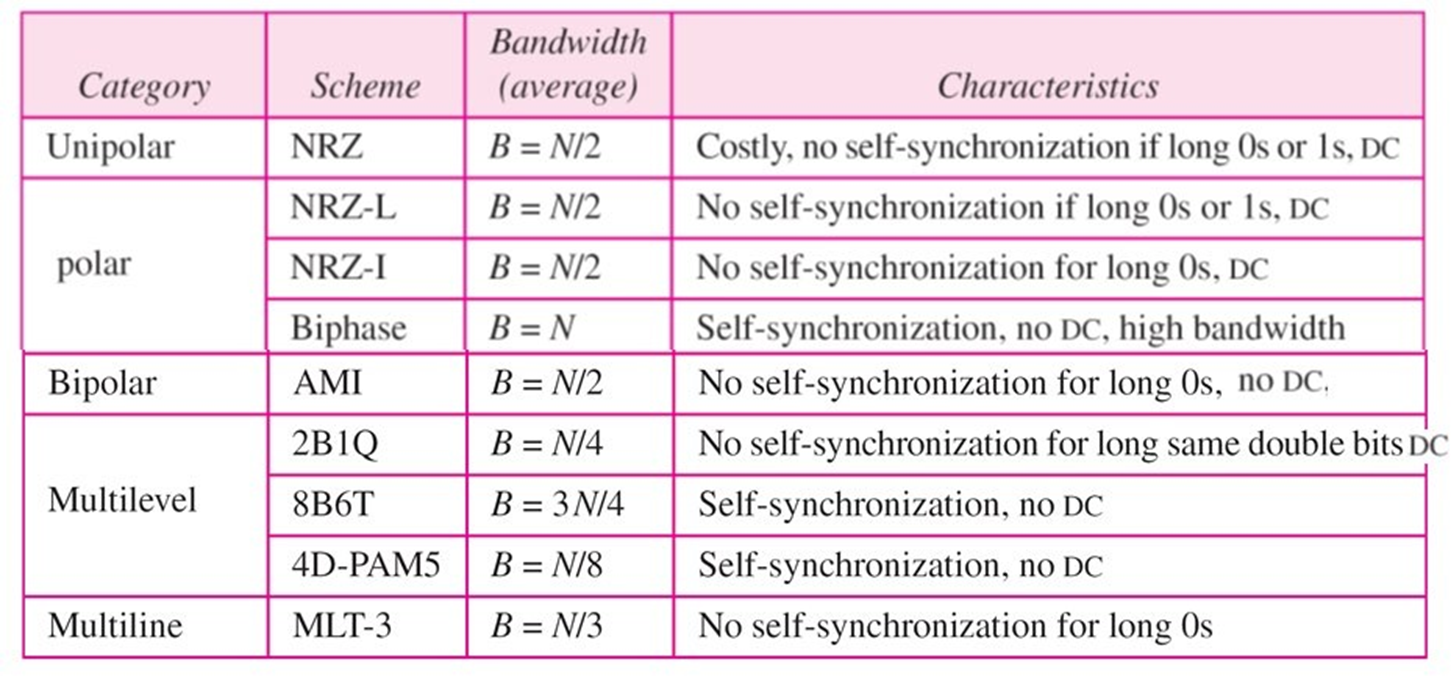 Category Scheme Bandwidth (average) Characteristics
Unipolar NRZ B = N/2 Costly, no self-synchronization if long 0s or 1s, DC
polar NRZ-L B = N/2 No self-synchronization if long 0s or 1s, DC
NRZ-I B = N/2 No self-synchronization for long 0s, DC
Biphase B = N Self-synchronization, no DC, high bandwidth
Bipolar AMI B = N/2 No self-synchronization for long 0s, no DC,
Multilevel 2B1Q B = N/4 No self-synchronization for long same double bits DC
8B6T B = 3N/4 Self-synchronization, no DC
4D-PAM5 B = N/8 Self-synchronization, no DC
Multiline MLT-3 B = N/3 No self-synchronization for long 0s